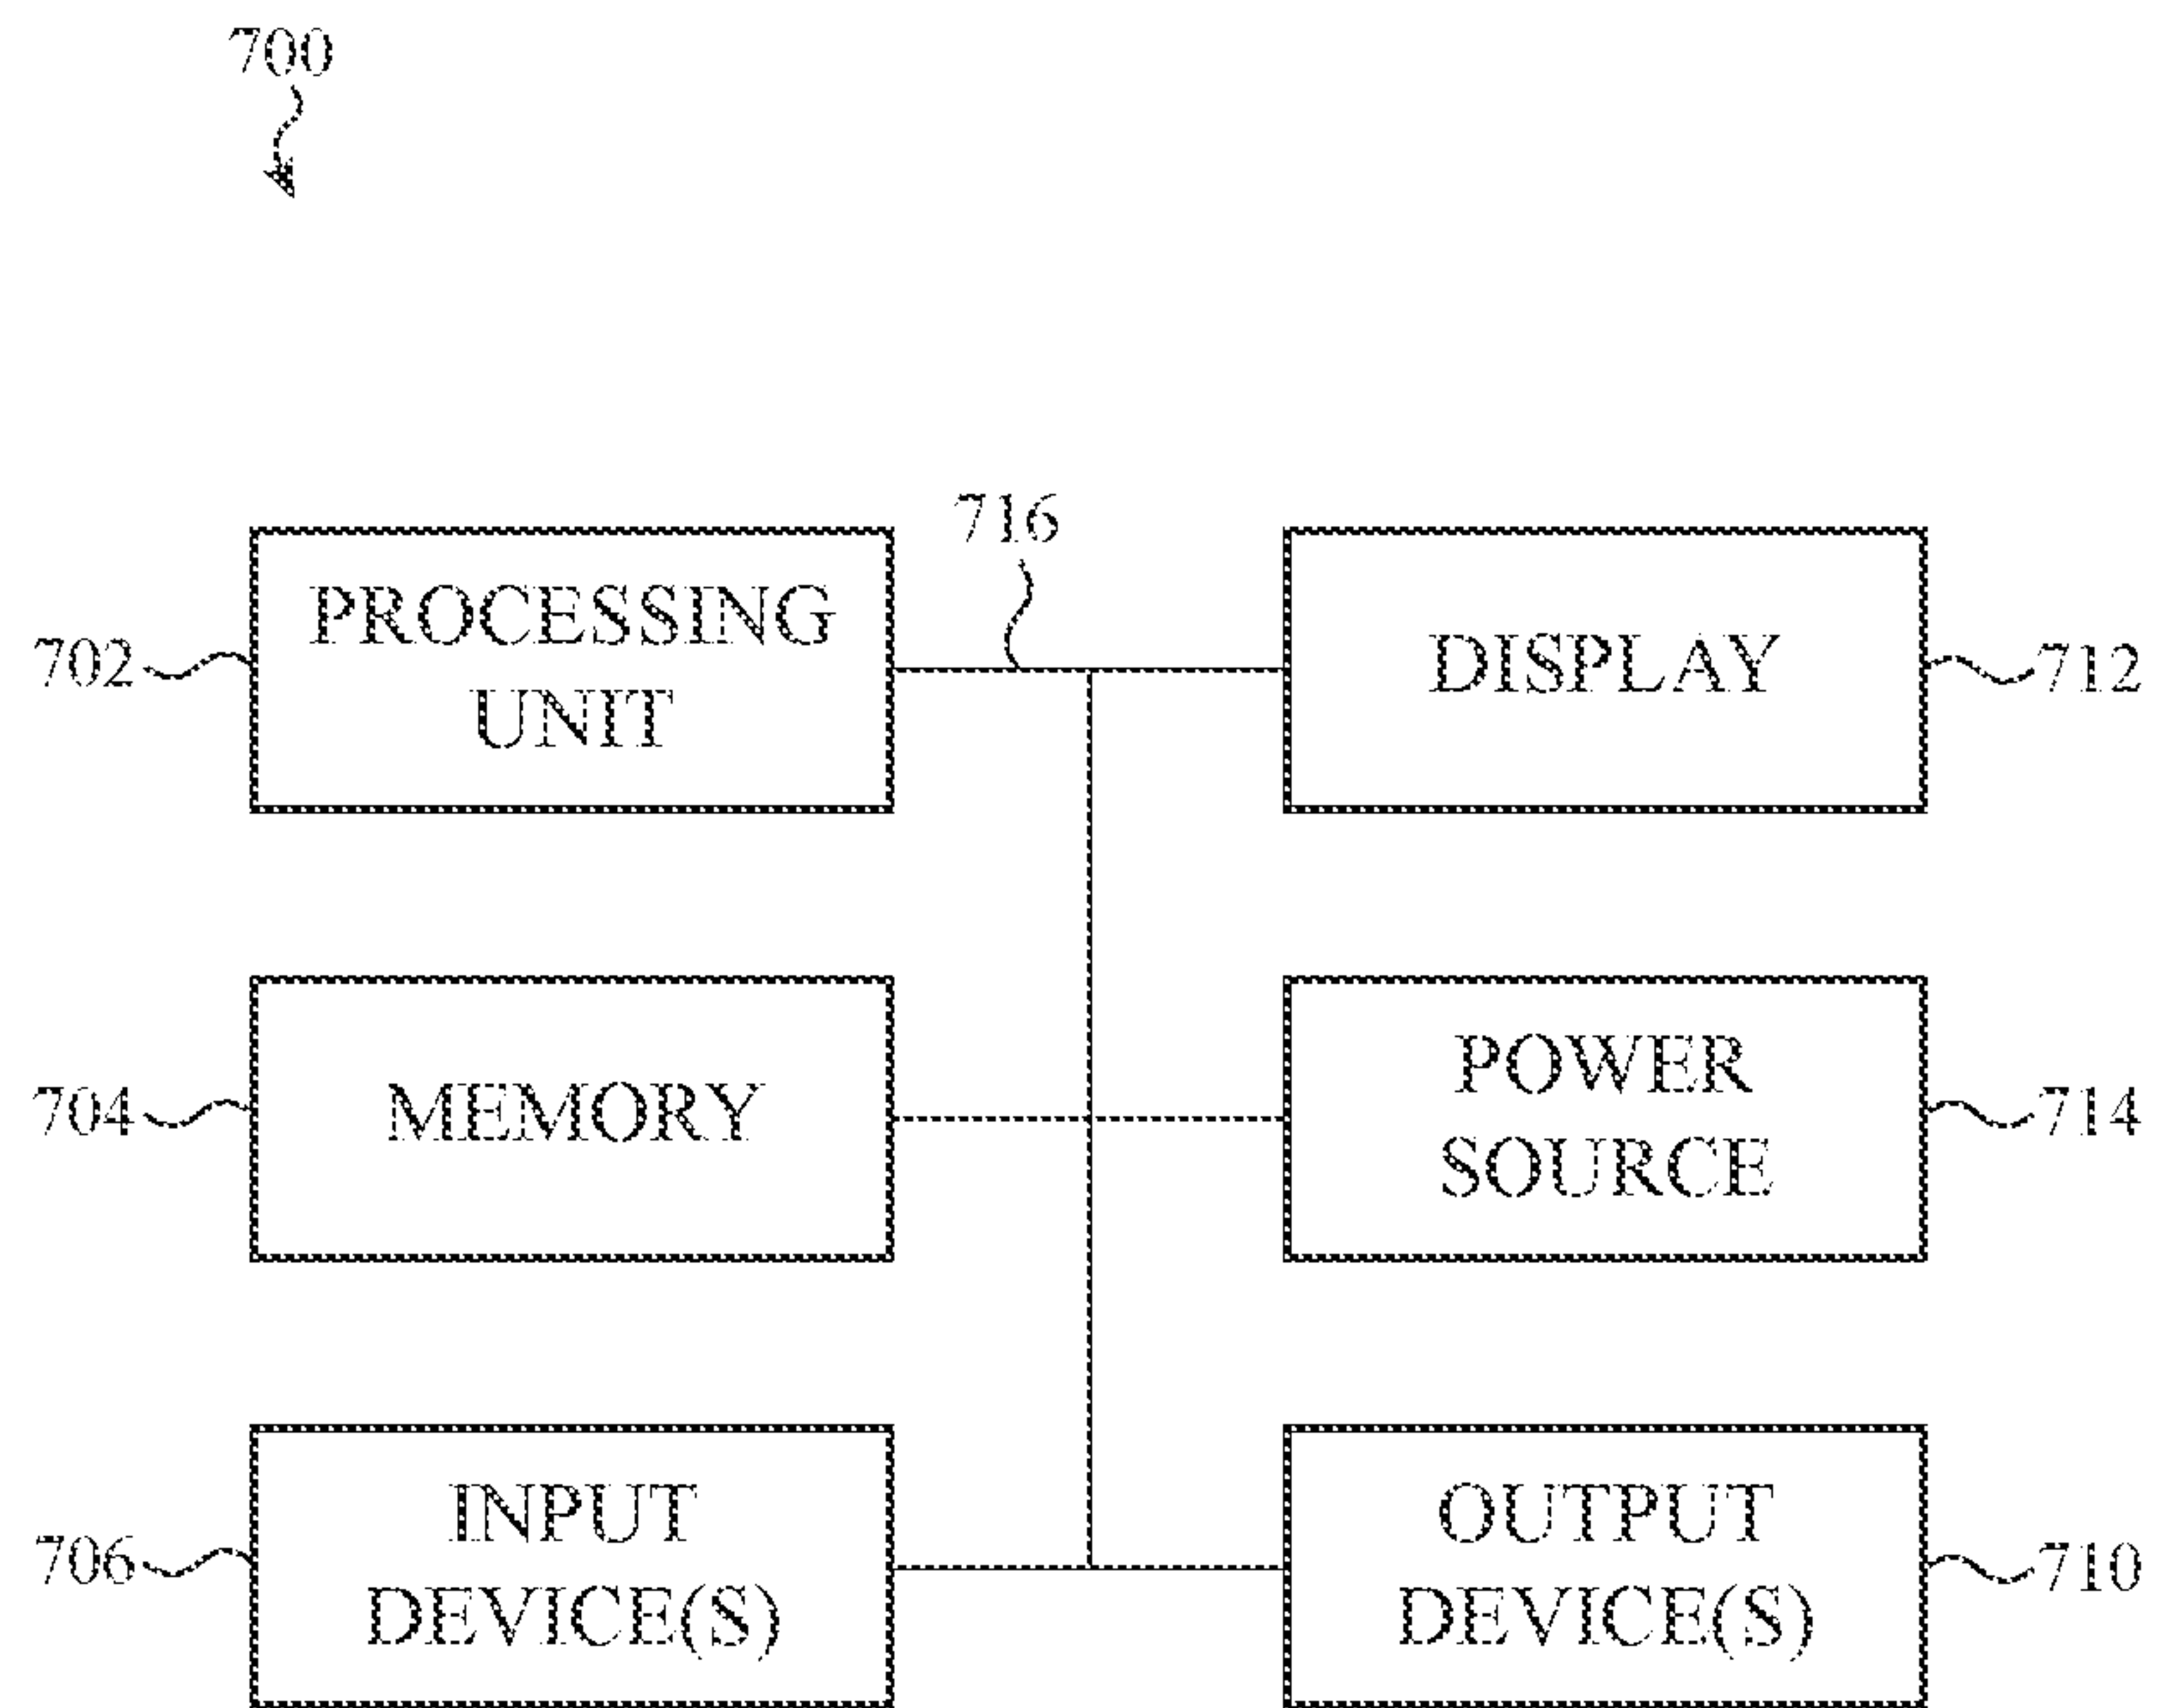 700
716
PROCESSING
UNIT
702
DISPLAY
712
704
MEMORY
POWER
SOURCE
714
706
INPUT
DEVICE(S)
OUTPUT
DEVICE(S)
710